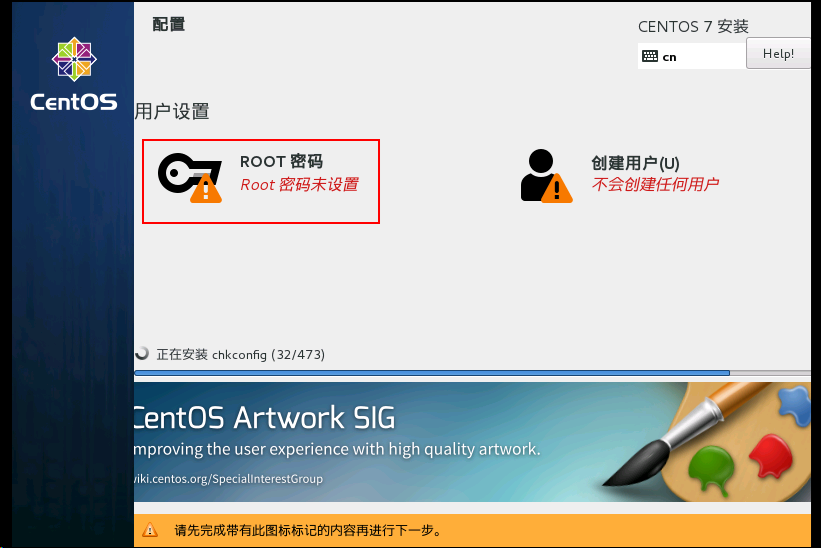 配置
CENTOS 7 安装
cn
Help!
CentOS
用户设置
ROOT 密码
Root 密码未设置
创建用户(U)
不会创建任何用户
正在安装 chkconfig (32/473)
CentOS Artwork SIG
mproving the user experience with high quality artwork.
wiki.centos.org/SpecialInterestGroup
请先完成带有此图标标记的内容再进行下一步。